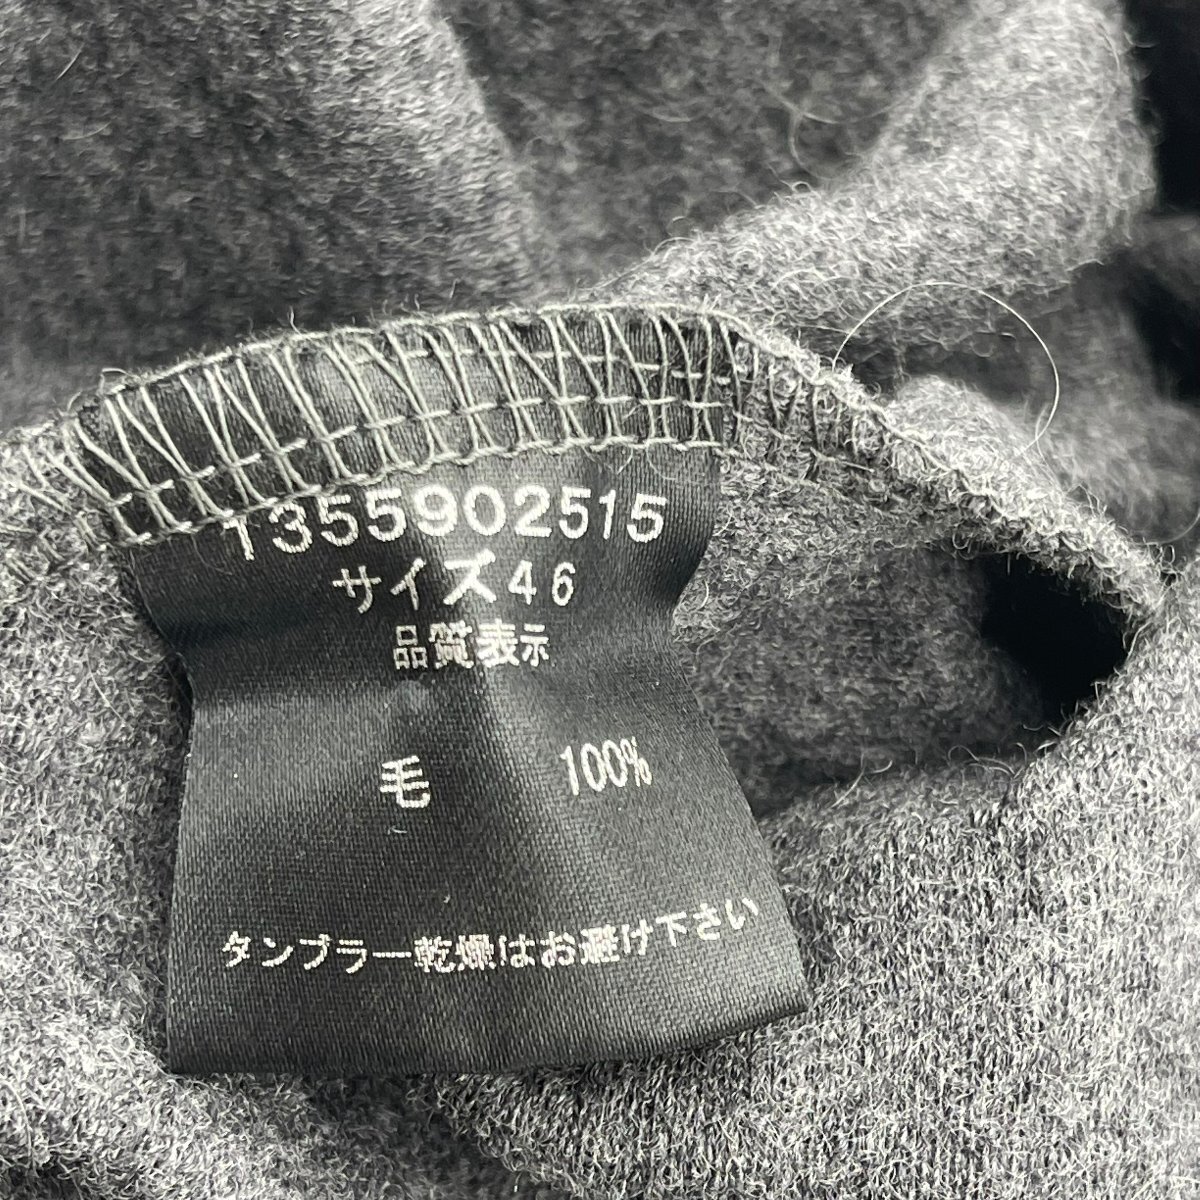 1355902515
サイズ46
品質表示
毛 100%
タンブラー乾燥はお避け下さい